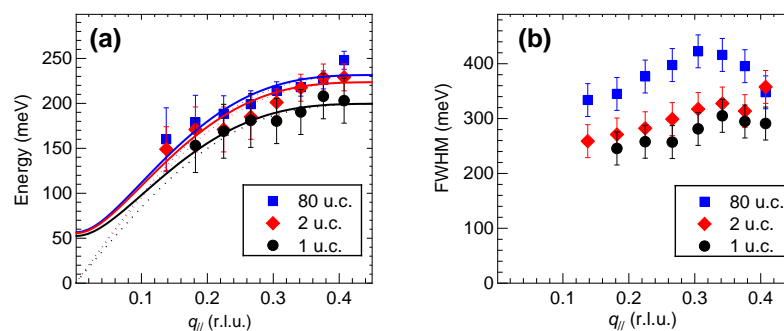 (a)
250
200
150
100
50
0
Energy (meV)
0.1 0.2 0.3 0.4
q// (r.l.u.)
80 u.c.
2 u.c.
1 u.c.
(b)
400
300
200
100
0
FWHM (meV)
0.1 0.2 0.3 0.4
q// (r.l.u.)
80 u.c.
2 u.c.
1 u.c.